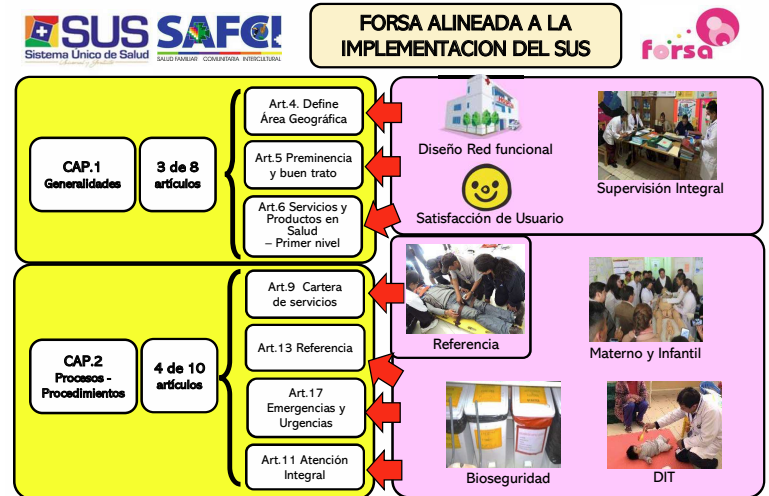 SUS
Sistema Único de Salud
SAFCI
SALUD FAMILIAR COMUNITARIA INTERCULTURAL
FORSA ALINEADA A LA
IMPLEMENTACION DEL SUS
forsa
CAP.1
Generalidades
3 de 8
artículos
Art.4. Define
Área Geográfica
Art.5 Preminencia
y buen trato
Art.6 Servicios y
Productos en
Salud
– Primer nivel
Diseño Red funcional
Satisfacción de Usuario
Supervisión Integral
CAP.2
Procesos -
Procedimientos
4 de 10
artículos
Art.9 Cartera
de servicios
Art.13 Referencia
Art.17
Emergencias y
Urgencias
Art.11 Atención
Integral
Referencia
Materno y Infantil
Bioseguridad
DIT